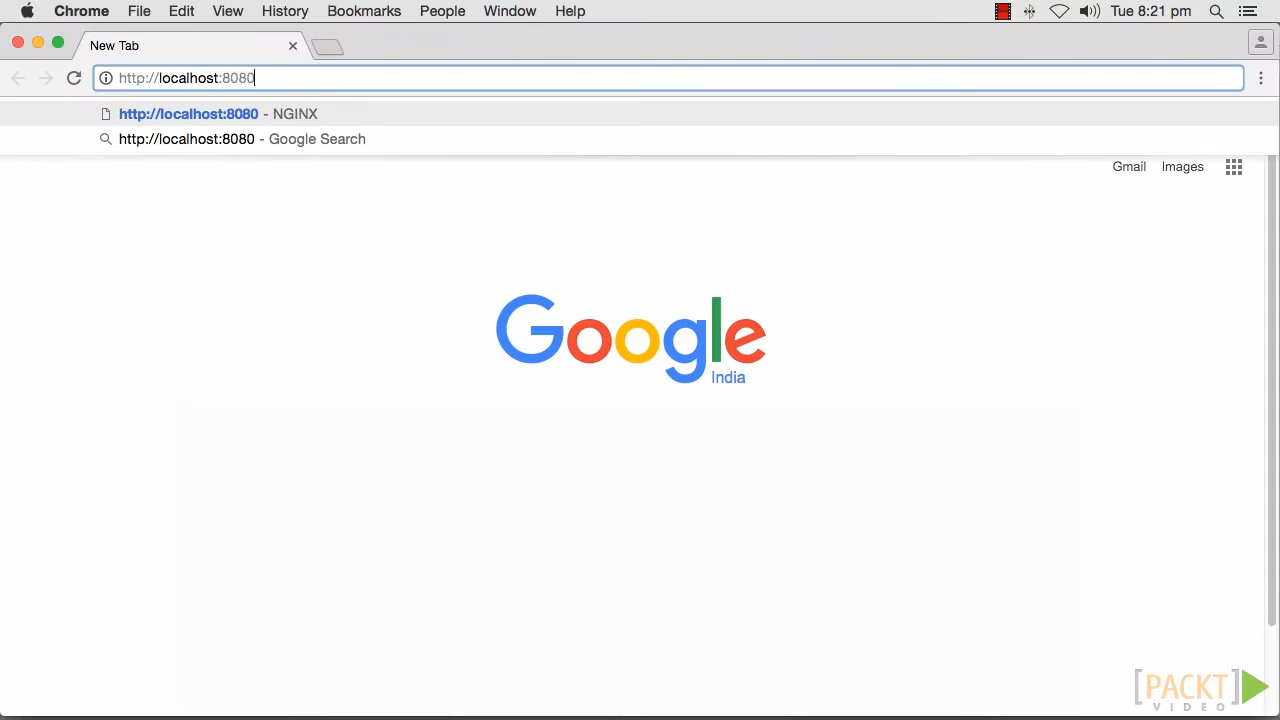 Chrome File Edit View History Bookmarks People Window Help Tue 8:21 pm
New Tab
http://localhost:8080
http://localhost:8080 - NGINX
http://localhost:8080 - Google Search
Gmail Images
Google
India
[PACKT]
VIDEO